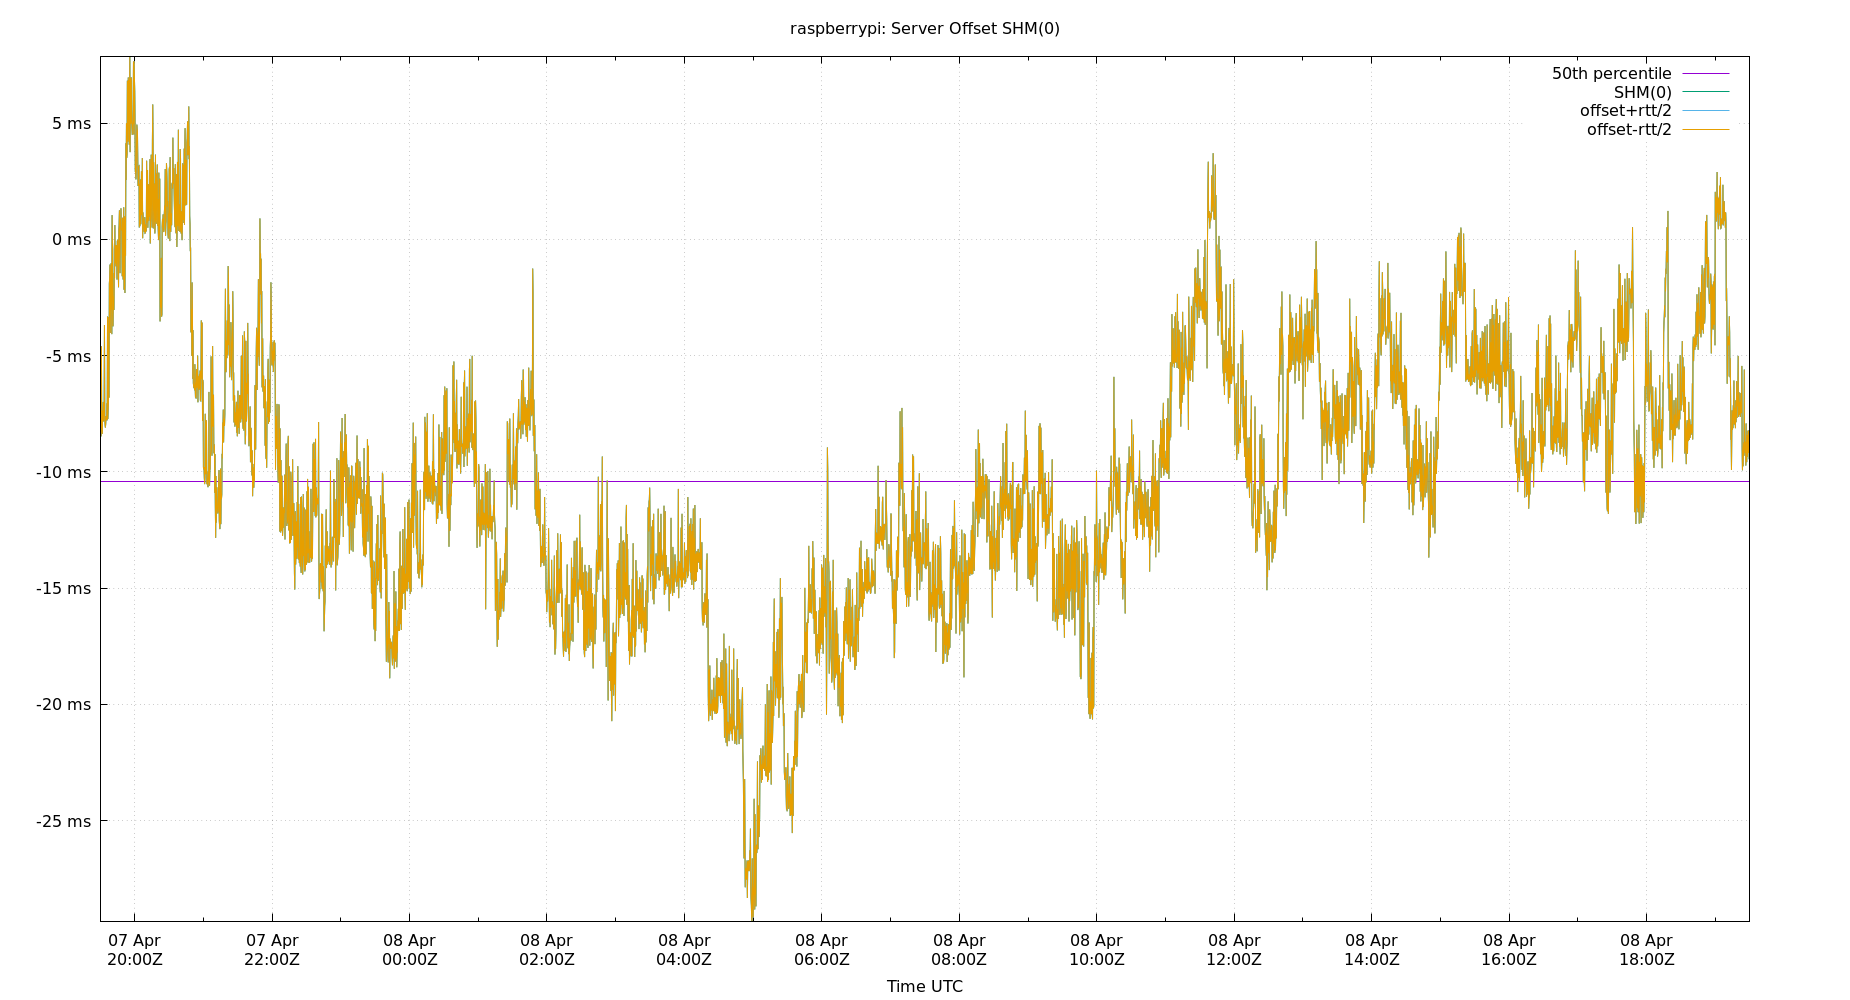 raspberrypi: Server Offset SHM(0)
50th percentile
SHM(0)
offset+rtt/2
offset-rtt/2
5 ms
0 ms
-5 ms
-10 ms
-15 ms
-20 ms
-25 ms
07 Apr 07 Apr 08 Apr 08 Apr 08 Apr 08 Apr 08 Apr 08 Apr 08 Apr 08 Apr 08 Apr 08 Apr
20:00Z 22:00Z 00:00Z 02:00Z 04:00Z 06:00Z 08:00Z 10:00Z 12:00Z 14:00Z 16:00Z 18:00Z
Time UTC